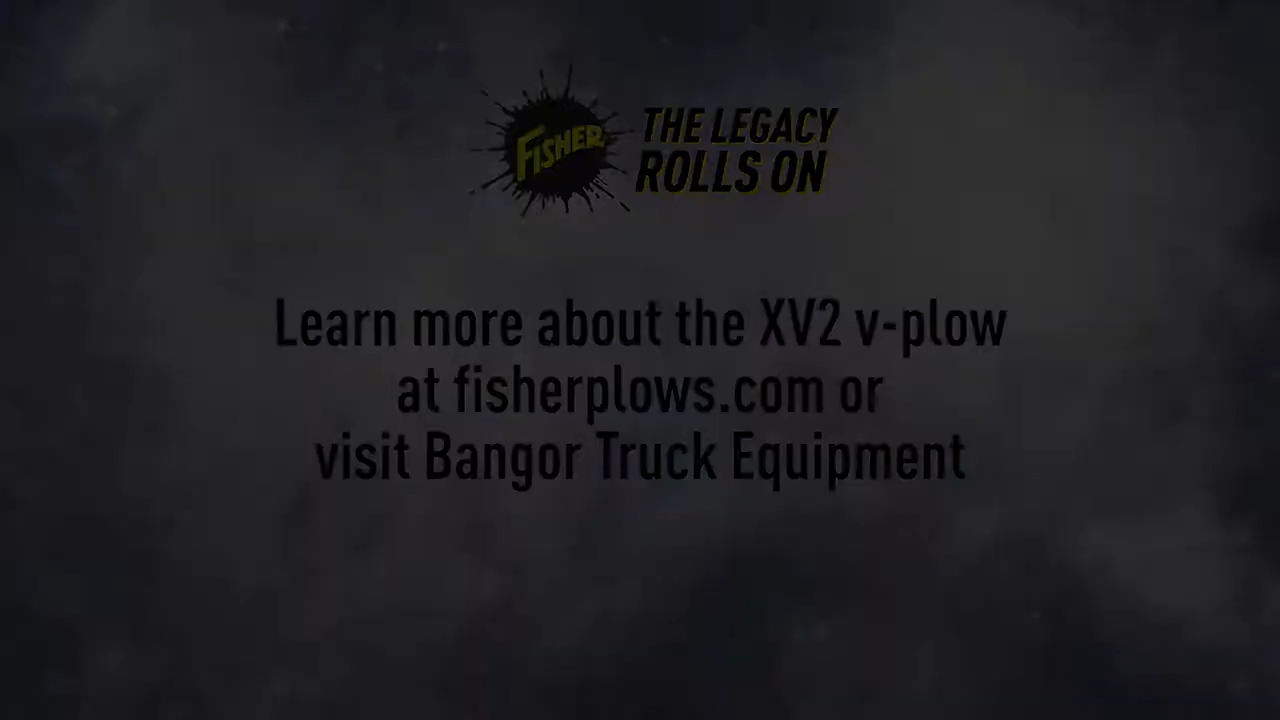 FISHER
THE LEGACY
ROLLS ON
Learn more about the XV2 v-plow
at fisherplows.com or
visit Bangor Truck Equipment